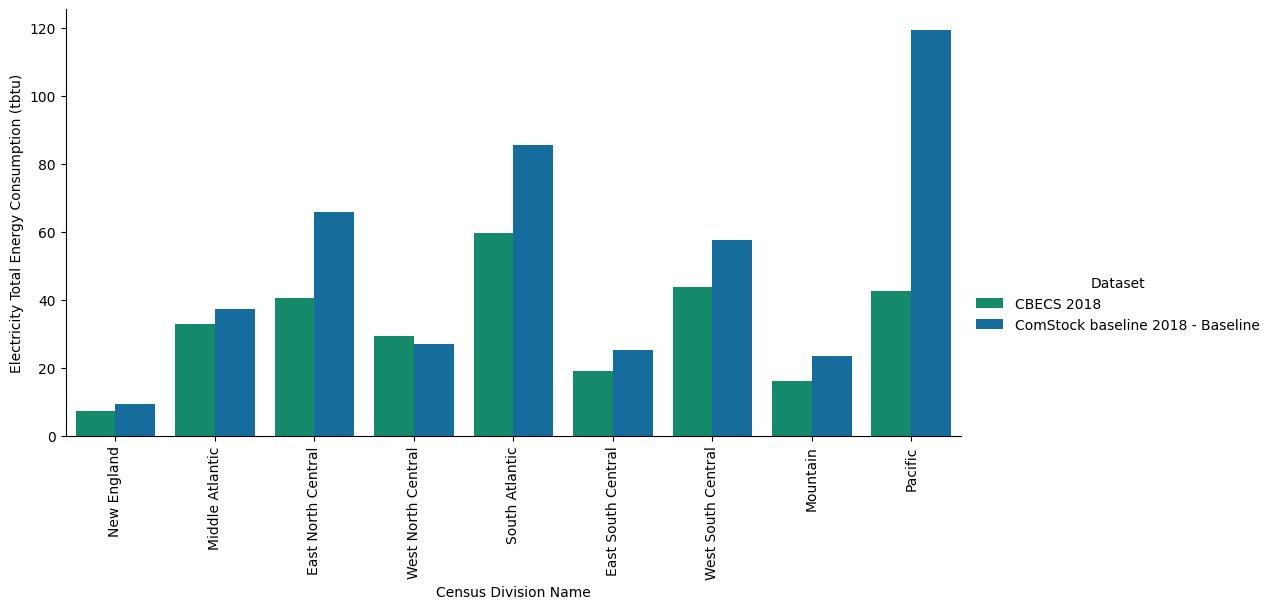 Electricity Total Energy Consumption (tbtu)
120
100
80
60
40
20
0
New England
Middle Atlantic
East North Central
West North Central
South Atlantic
East South Central
West South Central
Mountain
Pacific
Census Division Name
Dataset
CBECS 2018
ComStock baseline 2018 - Baseline